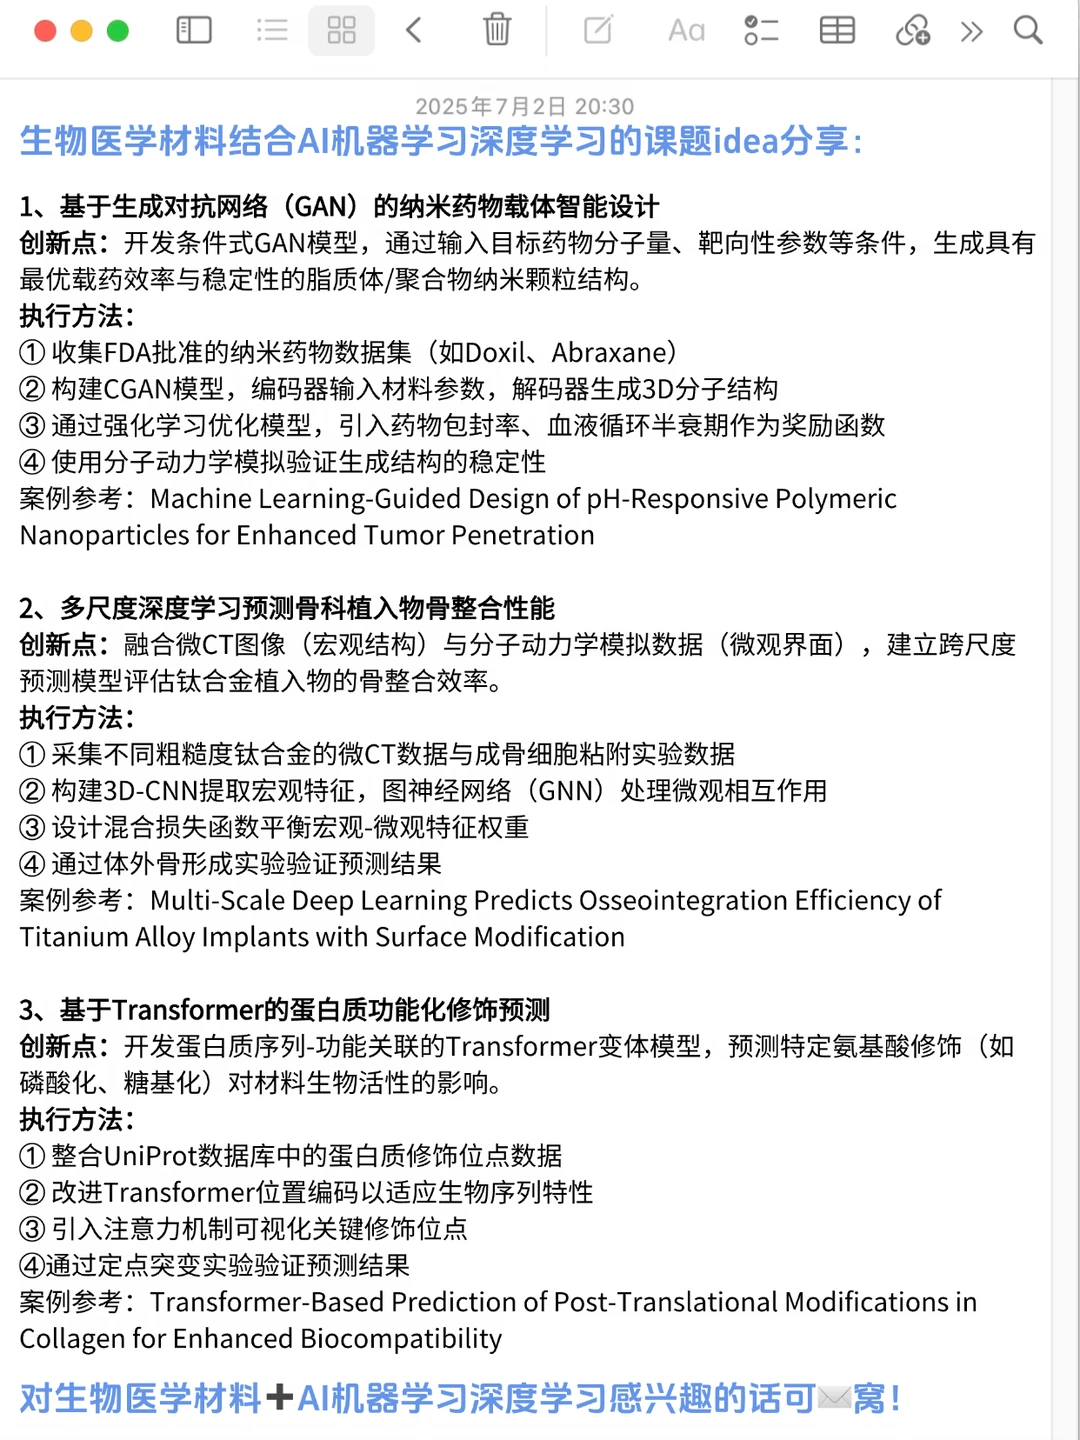 Aa
2025年7月2日 20:30
生物医学材料结合AI机器学习深度学习的课题idea分享：
1、基于生成对抗网络（GAN）的纳米药物载体智能设计
创新点：开发条件式GAN模型，通过输入目标药物分子量、靶向性参数等条件，生成具有
最优载药效率与稳定性的脂质体/聚合物纳米颗粒结构。
执行方法：
① 收集FDA批准的纳米药物数据集（如Doxil、Abraxane）
② 构建CGAN模型，编码器输入材料参数，解码器生成3D分子结构
③ 通过强化学习优化模型，引入药物包封率、血液循环半衰期作为奖励函数
④ 使用分子动力学模拟验证生成结构的稳定性
案例参考：Machine Learning-Guided Design of pH-Responsive Polymeric
Nanoparticles for Enhanced Tumor Penetration
2、多尺度深度学习预测骨科植入物骨整合性能
创新点：融合微CT图像（宏观结构）与分子动力学模拟数据（微观界面），建立跨尺度
预测模型评估钛合金植入物的骨整合效率。
执行方法：
① 采集不同粗糙度钛合金的微CT数据与成骨细胞粘附实验数据
② 构建3D-CNN提取宏观特征，图神经网络（GNN）处理微观相互作用
③ 设计混合损失函数平衡宏观-微观特征权重
④ 通过体外骨形成实验验证预测结果
案例参考：Multi-Scale Deep Learning Predicts Osseointegration Efficiency of
Titanium Alloy Implants with Surface Modification
3、基于Transformer的蛋白质功能化修饰预测
创新点：开发蛋白质序列-功能关联的Transformer变体模型，预测特定氨基酸修饰（如
磷酸化、糖基化）对材料生物活性的影响。
执行方法：
① 整合UniProt数据库中的蛋白质修饰位点数据
② 改进Transformer位置编码以适应生物序列特性
③ 引入注意力机制可视化关键修饰位点
④通过定点突变实验验证预测结果
案例参考：Transformer-Based Prediction of Post-Translational Modifications in
Collagen for Enhanced Biocompatibility
对生物医学材料➕AI机器学习深度学习感兴趣的话可✉️窝！